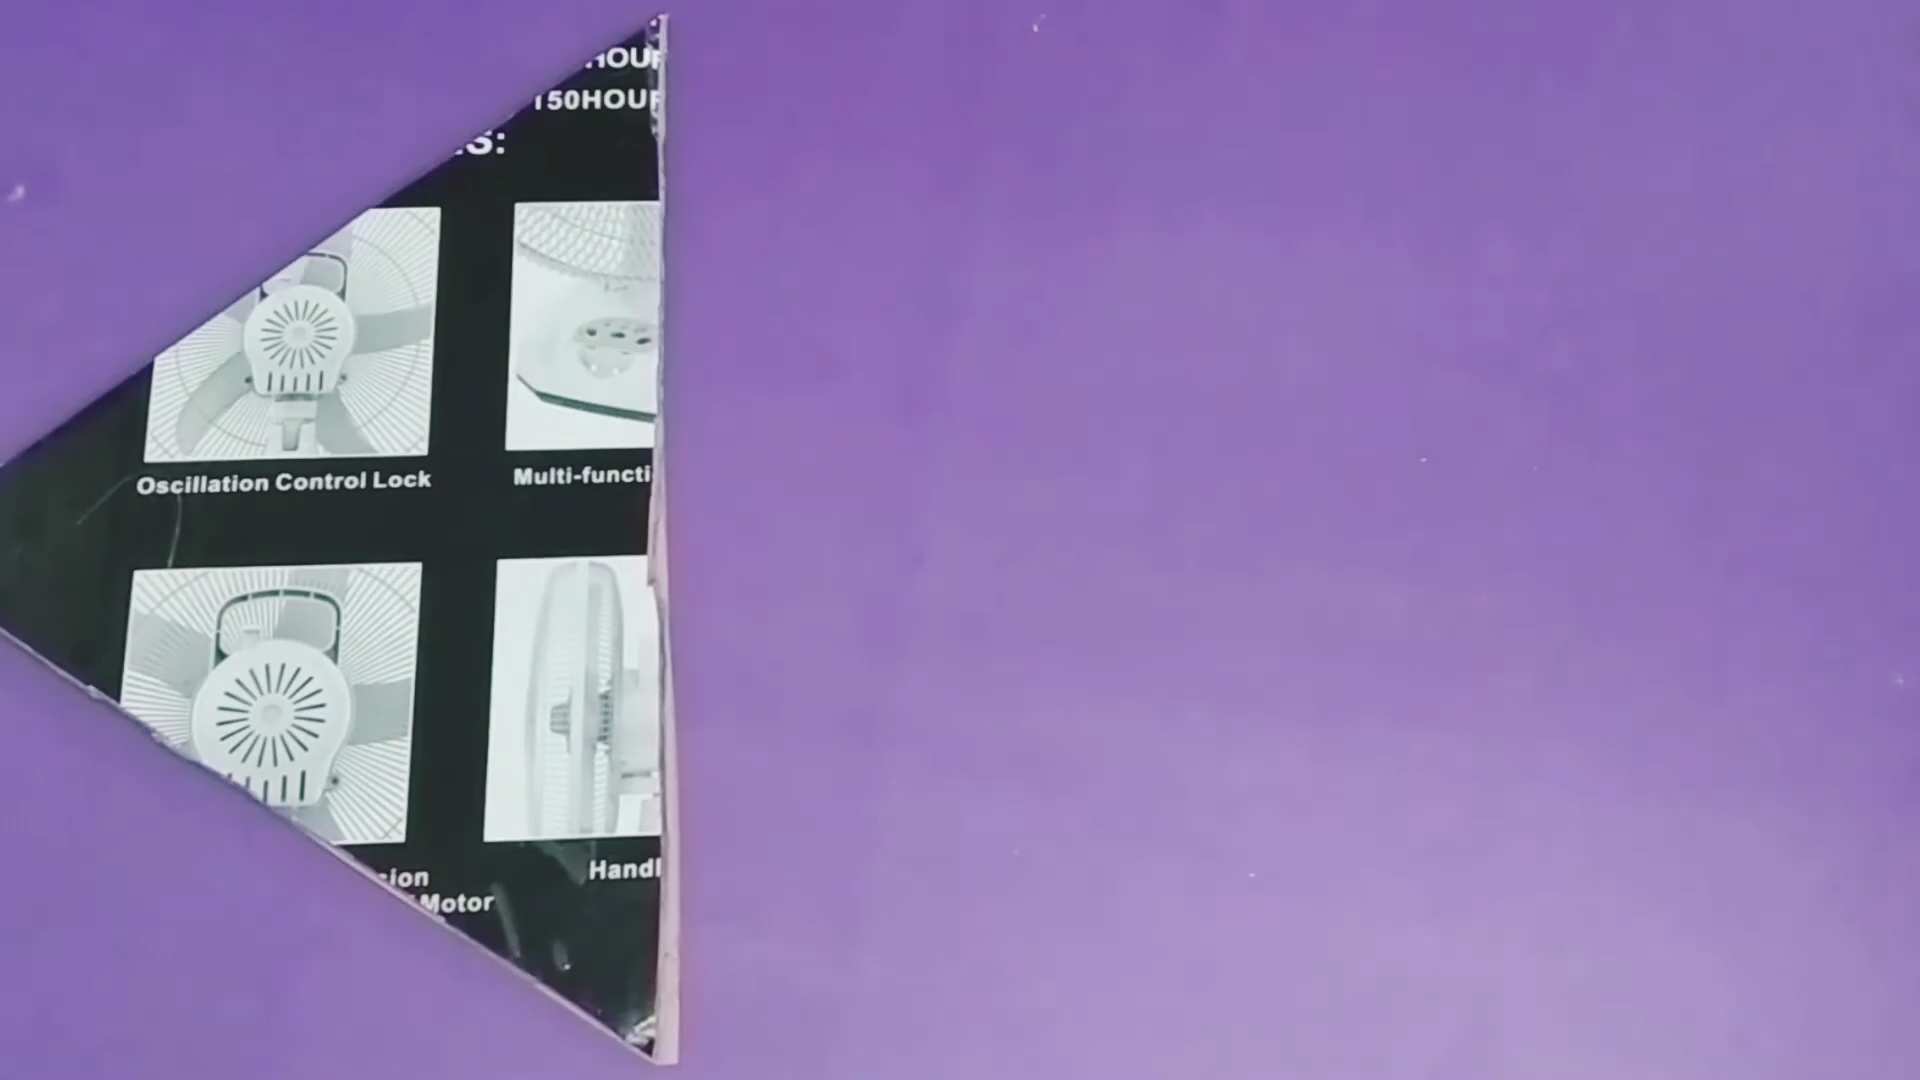 HOUR
150HOUR
S:
Oscillation Control Lock
Multi-functi
sion
Motor
Handl